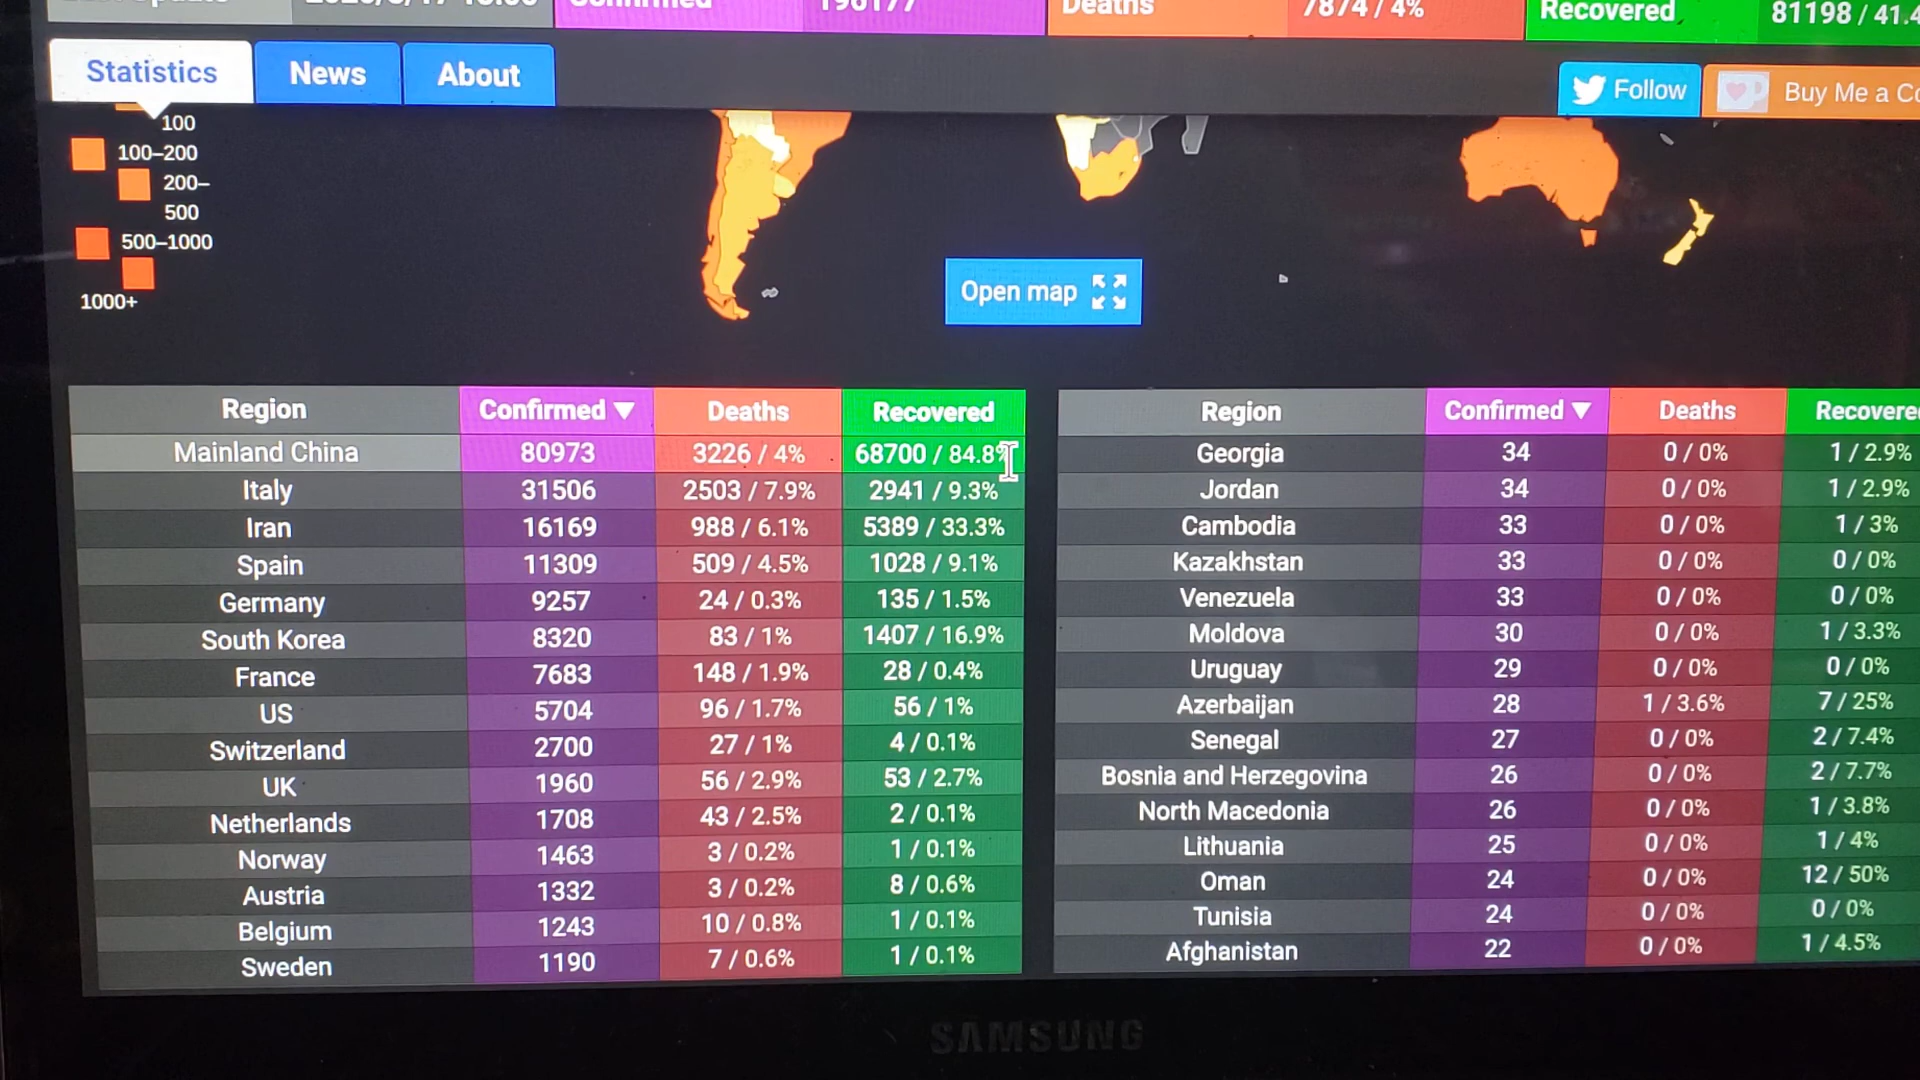 7874 / 4%
Deaths
Recovered
81198 / 41.4
Statistics
News
About
Follow
Buy Me a Co
100
100–200
200–
500
500–1000
1000+
Open map
Region Confirmed ▼ Deaths Recovered
Mainland China 80973 3226 / 4% 68700 / 84.8%
Italy 31506 2503 / 7.9% 2941 / 9.3%
Iran 16169 988 / 6.1% 5389 / 33.3%
Spain 11309 509 / 4.5% 1028 / 9.1%
Germany 9257 24 / 0.3% 135 / 1.5%
South Korea 8320 83 / 1% 1407 / 16.9%
France 7683 148 / 1.9% 28 / 0.4%
US 5704 96 / 1.7% 56 / 1%
Switzerland 2700 27 / 1% 4 / 0.1%
UK 1960 56 / 2.9% 53 / 2.7%
Netherlands 1708 43 / 2.5% 2 / 0.1%
Norway 1463 3 / 0.2% 1 / 0.1%
Austria 1332 3 / 0.2% 8 / 0.6%
Belgium 1243 10 / 0.8% 1 / 0.1%
Sweden 1190 7 / 0.6% 1 / 0.1%
Region Confirmed ▼ Deaths Recovere
Georgia 34 0 / 0% 1 / 2.9%
Jordan 34 0 / 0% 1 / 2.9%
Cambodia 33 0 / 0% 1 / 3%
Kazakhstan 33 0 / 0% 0 / 0%
Venezuela 33 0 / 0% 0 / 0%
Moldova 30 0 / 0% 1 / 3.3%
Uruguay 29 0 / 0% 0 / 0%
Azerbaijan 28 1 / 3.6% 7 / 25%
Senegal 27 0 / 0% 2 / 7.4%
Bosnia and Herzegovina 26 0 / 0% 2 / 7.7%
North Macedonia 26 0 / 0% 1 / 3.8%
Lithuania 25 0 / 0% 1 / 4%
Oman 24 0 / 0% 12 / 50%
Tunisia 24 0 / 0% 0 / 0%
Afghanistan 22 0 / 0% 1 / 4.5%
SAMSUNG